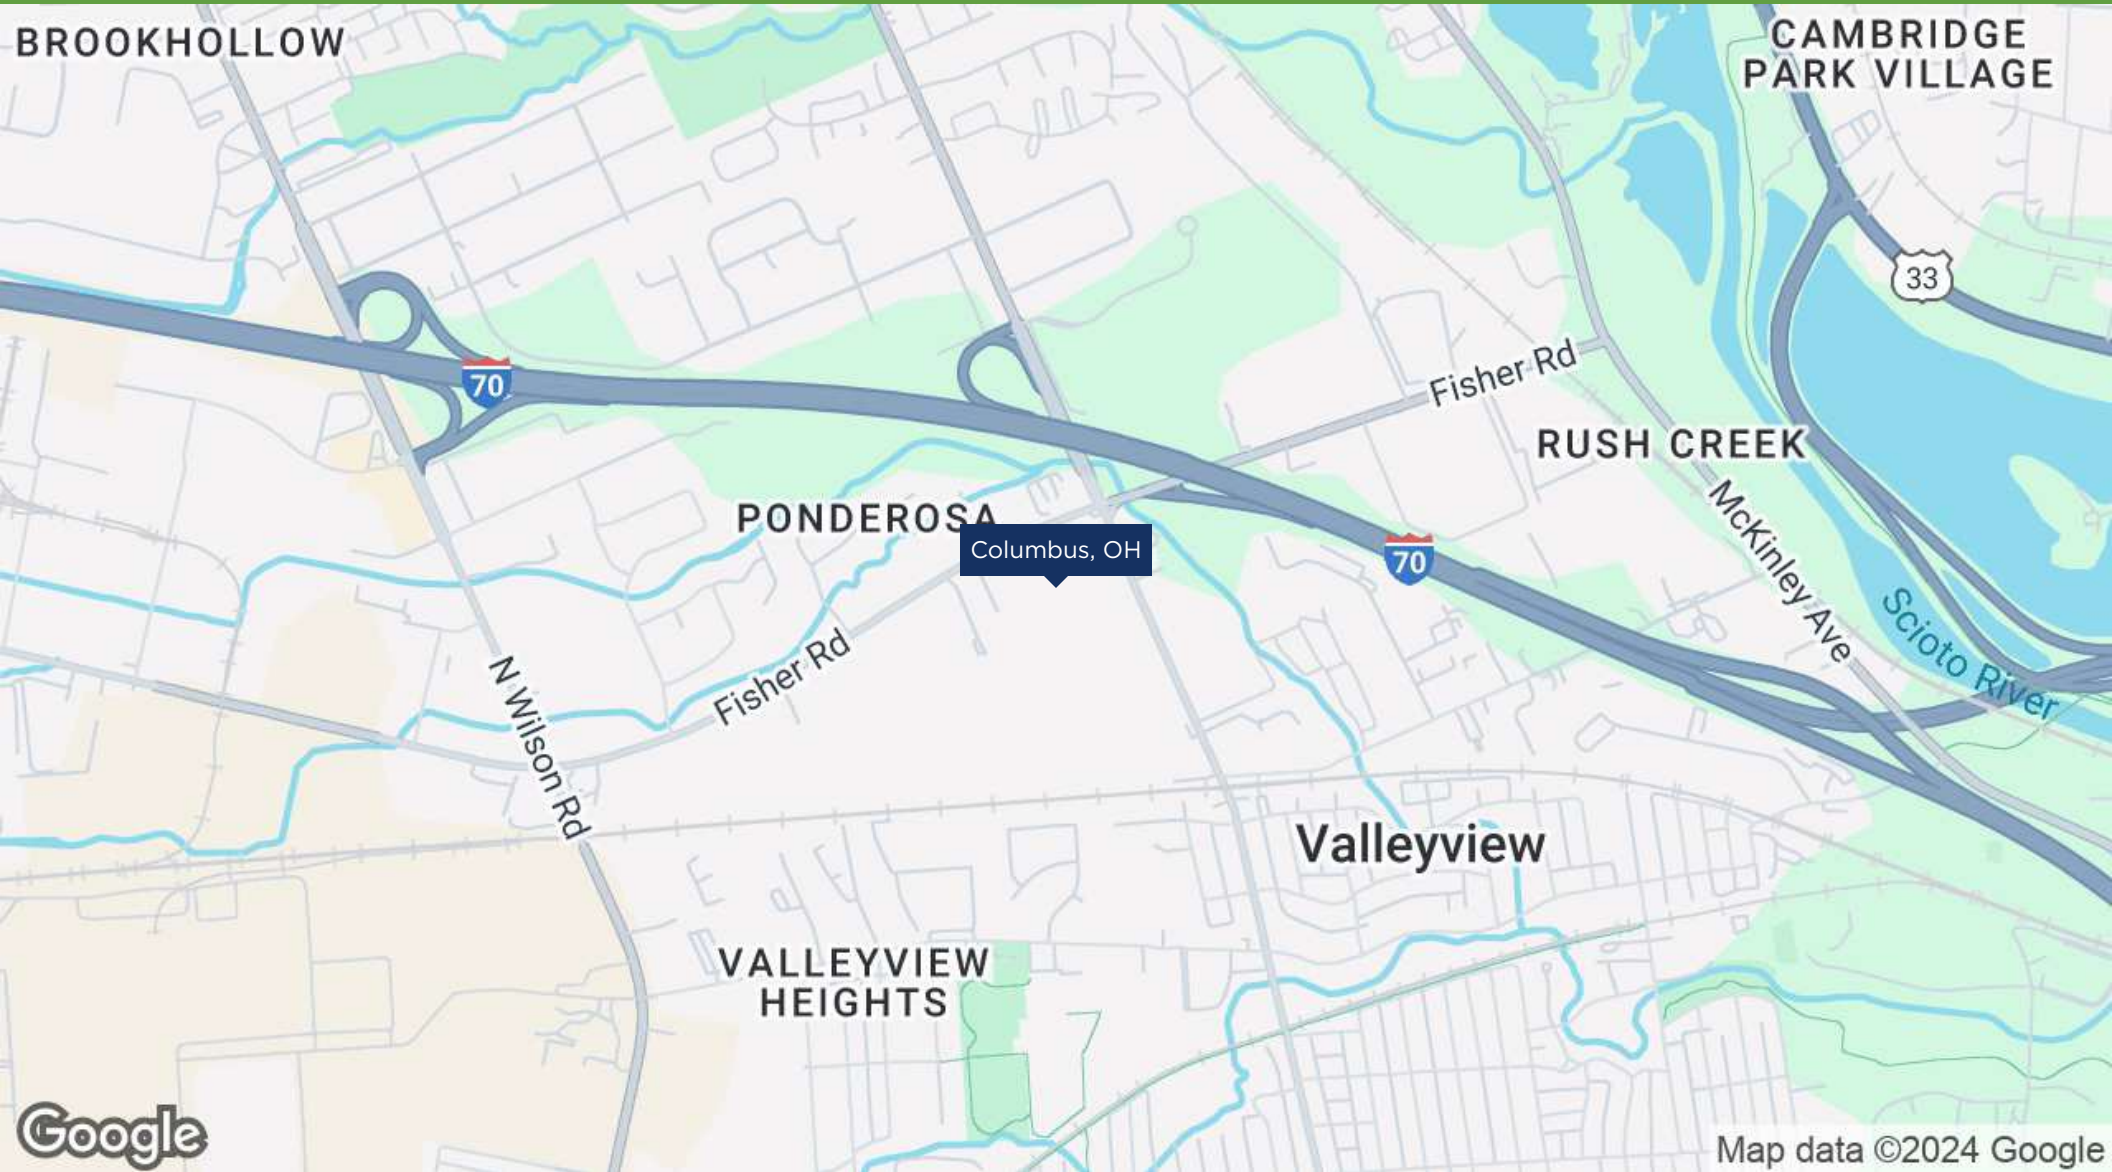 BROOKHOLLOW
CAMBRIDGE
PARK VILLAGE
33
70
Fisher Rd
RUSH CREEK
PONDEROSA
Columbus, OH
70
McKinley Ave
Scioto River
Fisher Rd
N Wilson Rd
Valleyview
VALLEYVIEW
HEIGHTS
Google
Map data ©2024 Google